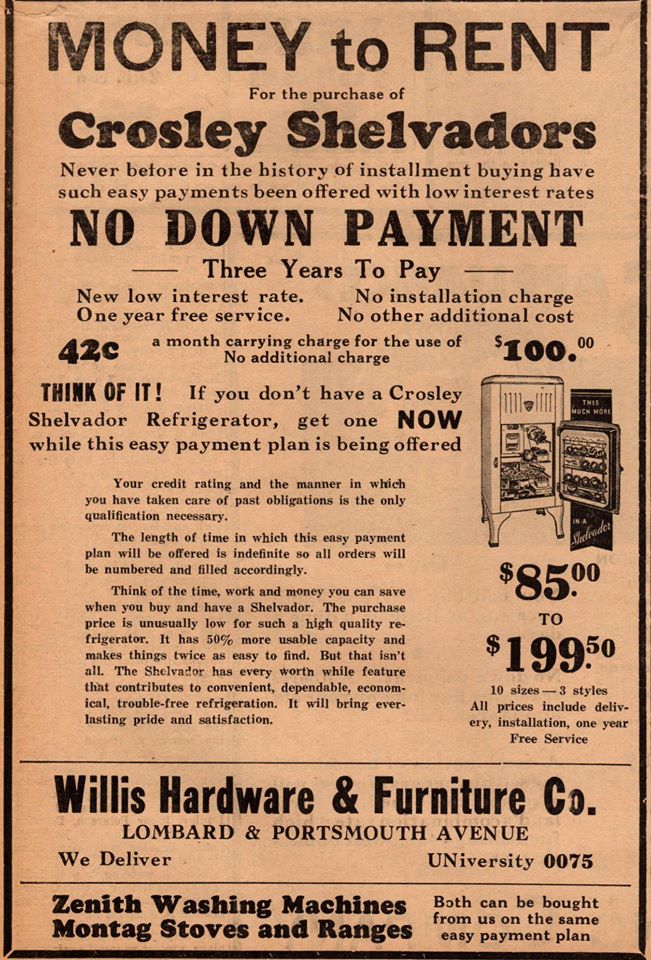 MONEY to RENT
For the purchase of
Crosley Shelvadors
Never before in the history of installment buying have
such easy payments been offered with low interest rates
NO DOWN PAYMENT
Three Years To Pay
New low interest rate. No installation charge
One year free service. No other additional cost
42c a month carrying charge for the use of $100.00
No additional charge
THINK OF IT! If you don't have a Crosley
Shelvador Refrigerator, get one NOW
while this easy payment plan is being offered
THIS
MUCH MORE
IN A
Shelvador
Your credit rating and the manner in which
you have taken care of past obligations is the only
qualification necessary.
The length of time in which this easy payment
plan will be offered is indefinite so all orders will
be numbered and filled accordingly.
Think of the time, work and money you can save
when you buy and have a Shelvador. The purchase
price is unusually low for such a high quality re-
frigerator. It has 50% more usable capacity and
makes things twice as easy to find. But that isn't
all. The Shelvador has every worth while feature
that contributes to convenient, dependable, econom-
ical, trouble-free refrigeration. It will bring ever-
lasting pride and satisfaction.
$85.00
TO
$199.50
10 sizes — 3 styles
All prices include deliv-
ery, installation, one year
Free Service
Willis Hardware & Furniture Co.
LOMBARD & PORTSMOUTH AVENUE
We Deliver UNiversity 0075
Zenith Washing Machines
Montag Stoves and Ranges
Both can be bought
from us on the same
easy payment plan